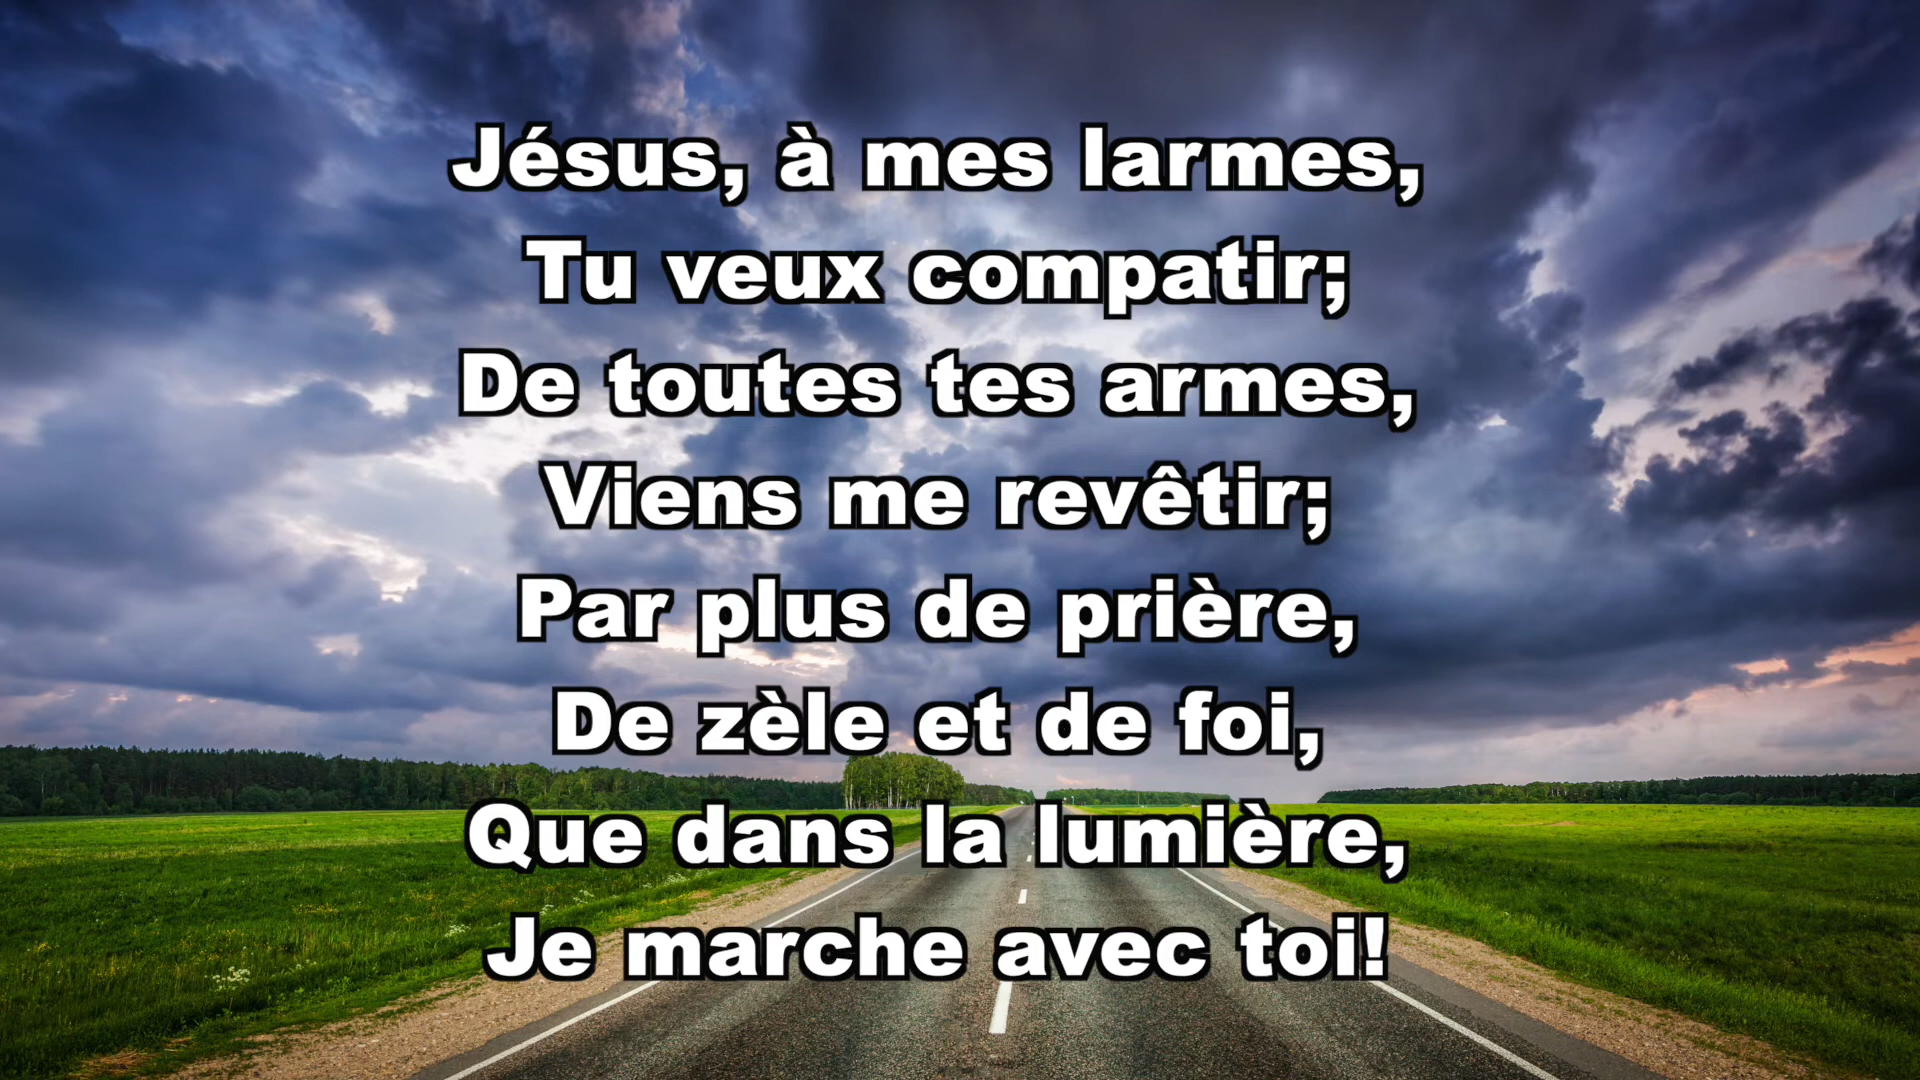 Jésus, à mes larmes,
Tu veux compatir;
De toutes tes armes,
Viens me revêtir;
Par plus de prière,
De zèle et de foi,
Que dans la lumière,
Je marche avec toi!